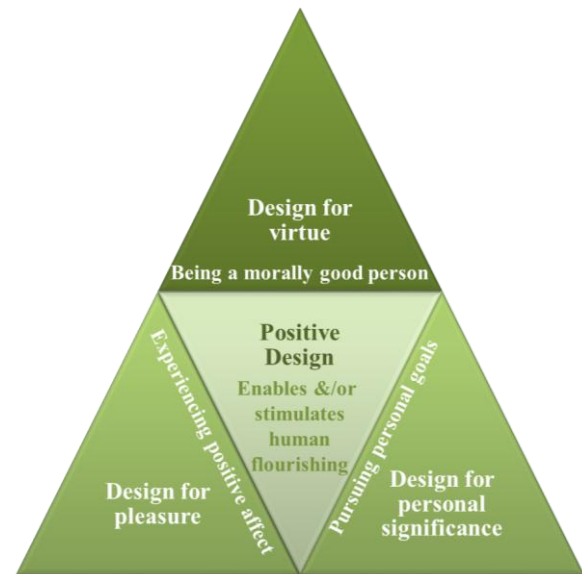 Design for
virtue
Being a morally good person
Positive
Design
Enables &/or
stimulates
human
flourishing
Experiencing positive affect
Pursuing personal goals
Design for
pleasure
Design for
personal
significance